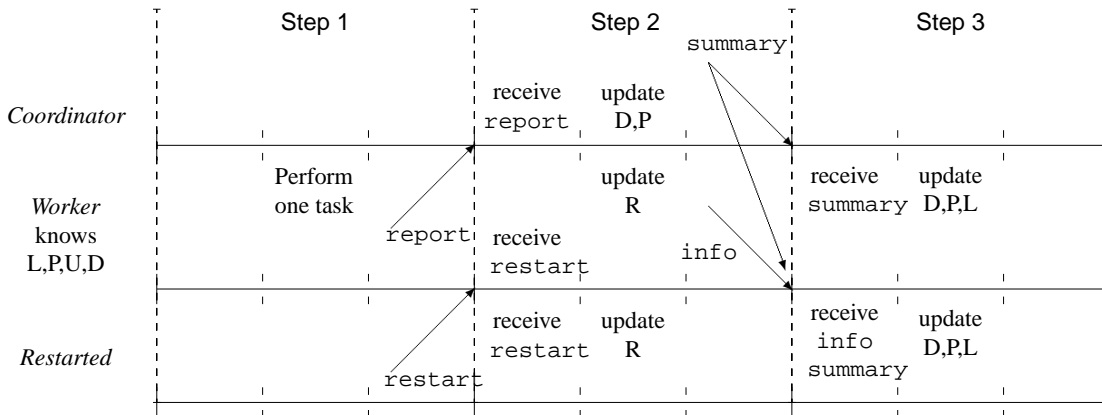 Step 1
Step 2
Step 3
summary
Coordinator
receive
report
update
D,P
Worker
knows
L,P,U,D
Perform
one task
report
receive
restart
update
R
info
receive
summary
update
D,P,L
Restarted
restart
receive
restart
update
R
receive
info
summary
update
D,P,L